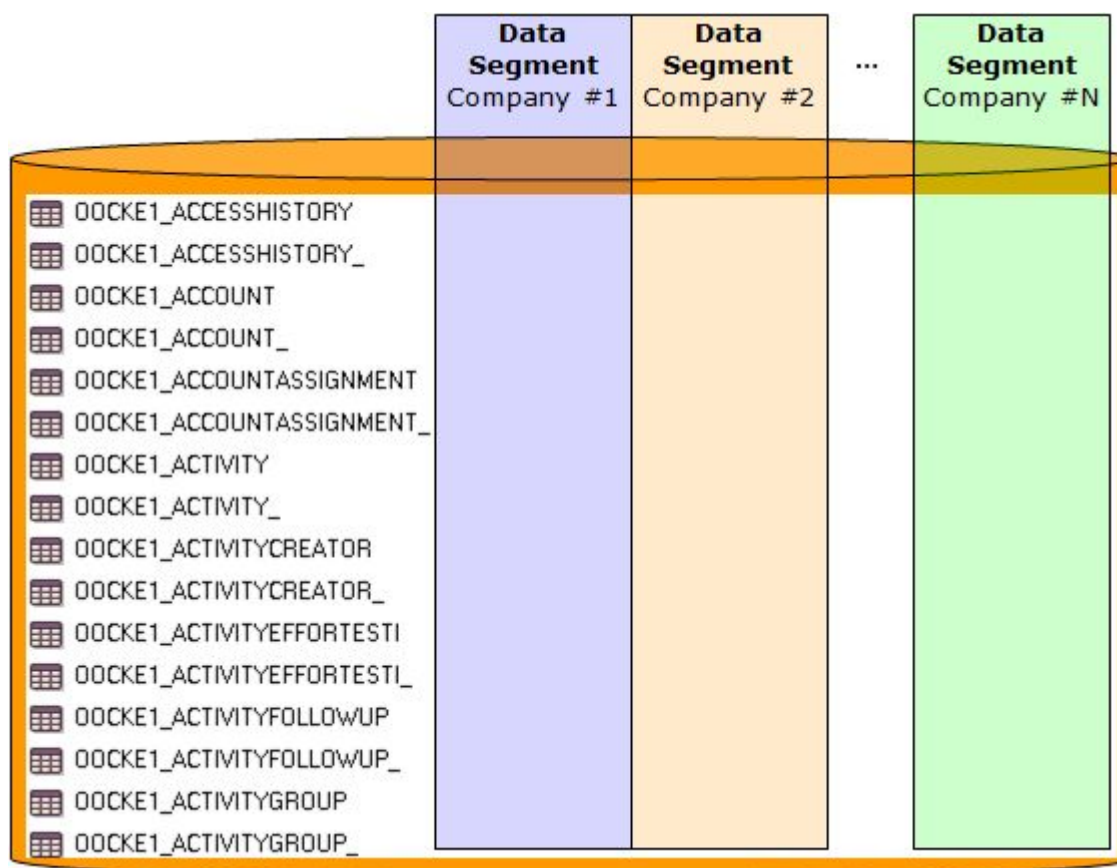 Data
Segment
Company #1
Data
Segment
Company #2
...
Data
Segment
Company #N
OOCKE1_ACCESSHISTORY
OOCKE1_ACCESSHISTORY_
OOCKE1_ACCOUNT
OOCKE1_ACCOUNT_
OOCKE1_ACCOUNTASSIGNMENT
OOCKE1_ACCOUNTASSIGNMENT_
OOCKE1_ACTIVITY
OOCKE1_ACTIVITY_
OOCKE1_ACTIVITYCREATOR
OOCKE1_ACTIVITYCREATOR_
OOCKE1_ACTIVITYEFFORTESTI
OOCKE1_ACTIVITYEFFORTESTI_
OOCKE1_ACTIVITYFOLLOWUP
OOCKE1_ACTIVITYFOLLOWUP_
OOCKE1_ACTIVITYGROUP
OOCKE1_ACTIVITYGROUP_